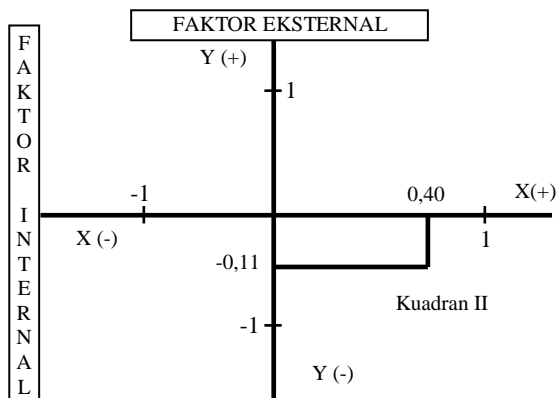 FAKTOR EKSTERNAL
FAKTOR INTERNAL
Y (+)
1
-1
0,40
X(+)
X (-)
1
-0,11
Kuadran II
-1
Y (-)